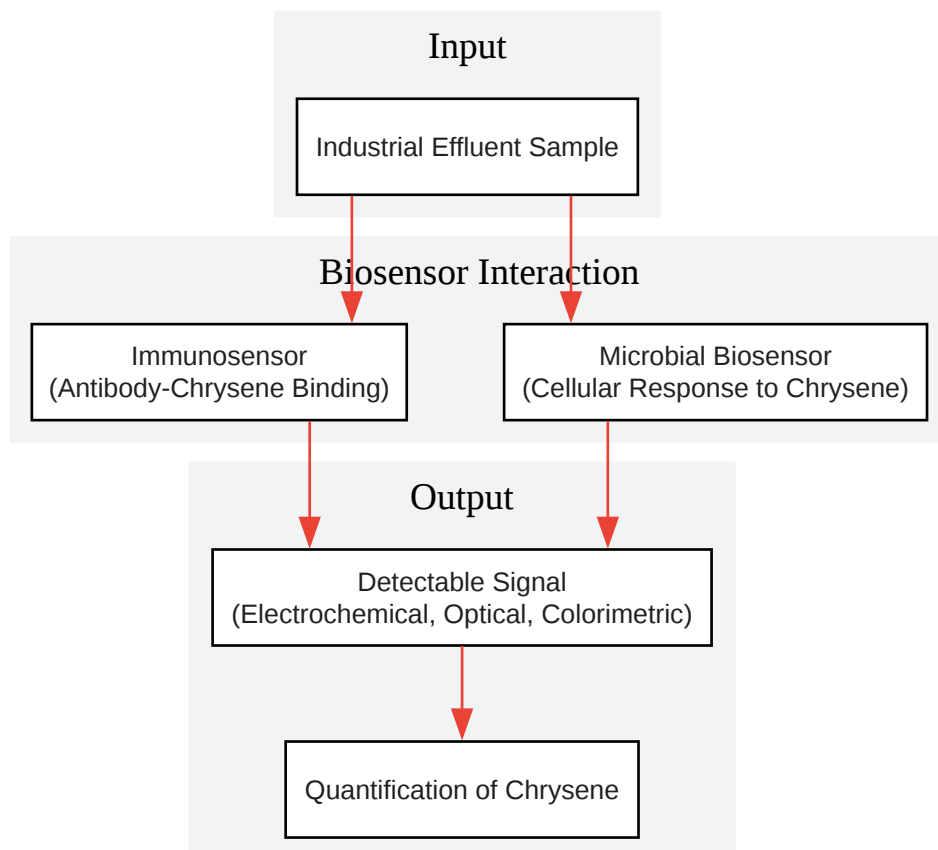 Input
Industrial Effluent Sample
Biosensor Interaction
Immunosensor
(Antibody-Chrysene Binding)
Microbial Biosensor
(Cellular Response to Chrysene)
Output
Detectable Signal
(Electrochemical, Optical, Colorimetric)
Quantification of Chrysene